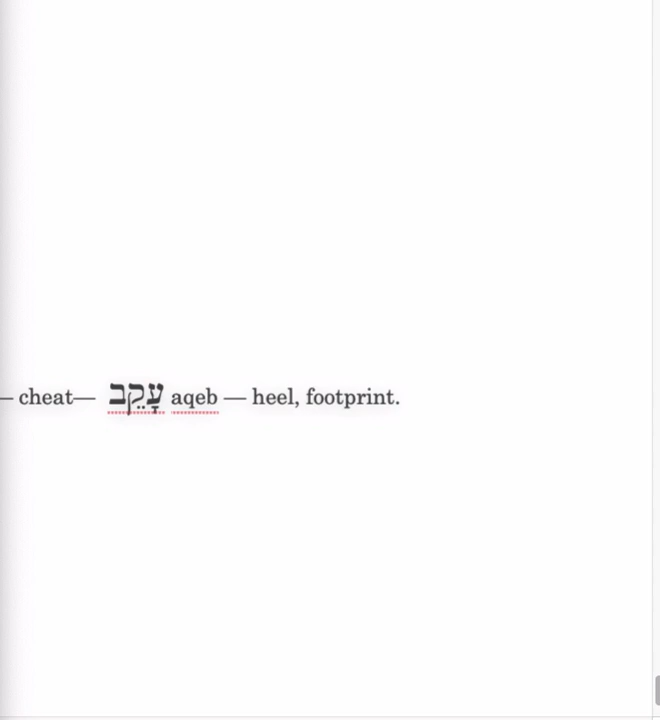 – cheat— עָקֵב aqeb — heel, footprint.